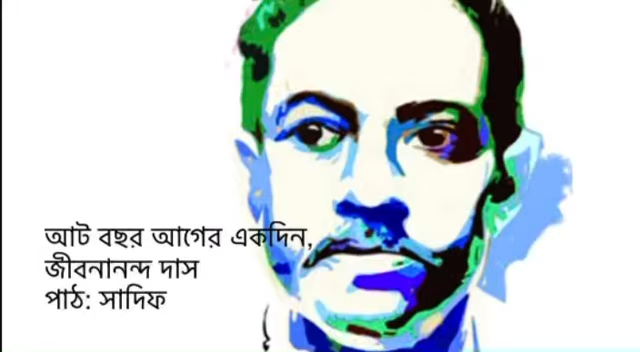 আট বছর আগের একদিন,
জীবনানন্দ দাস
পাঠ: সাদিফ